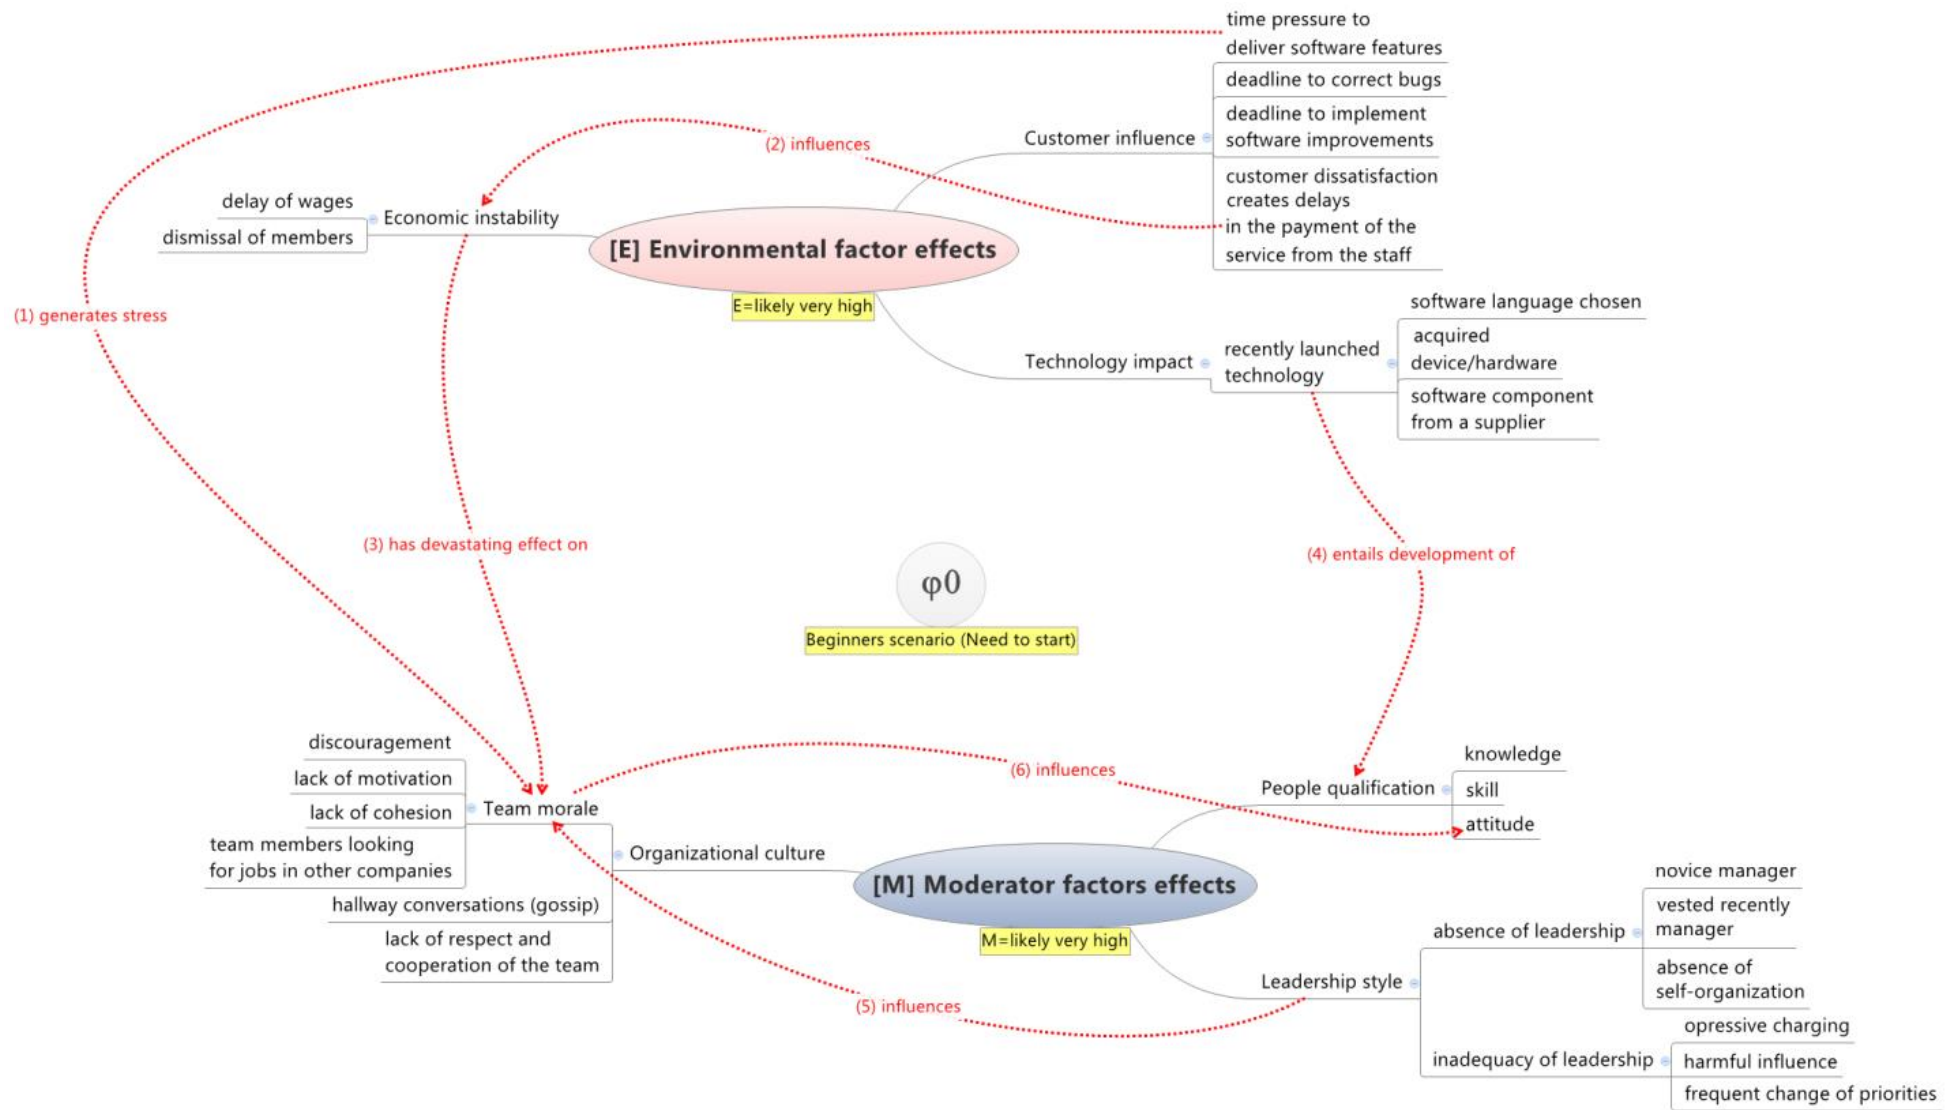 time pressure to
deliver software features
deadline to correct bugs
deadline to implement
software improvements
customer dissatisfaction
creates delays
in the payment of the
service from the staff
Customer influence
(2) influences
delay of wages
dismissal of members
Economic instability
[E] Environmental factor effects
E=likely very high
(1) generates stress
Technology impact
recently launched
technology
software language chosen
acquired
device/hardware
software component
from a supplier
(3) has devastating effect on
(4) entails development of
φ0
Beginners scenario (Need to start)
discouragement
lack of motivation
lack of cohesion
team members looking
for jobs in other companies
Team morale
hallway conversations (gossip)
lack of respect and
cooperation of the team
Organizational culture
(6) influences
People qualification
knowledge
skill
attitude
[M] Moderator factors effects
M=likely very high
(5) influences
Leadership style
absence of leadership
novice manager
vested recently
manager
absence of
self-organization
inadequacy of leadership
opressive charging
harmful influence
frequent change of priorities